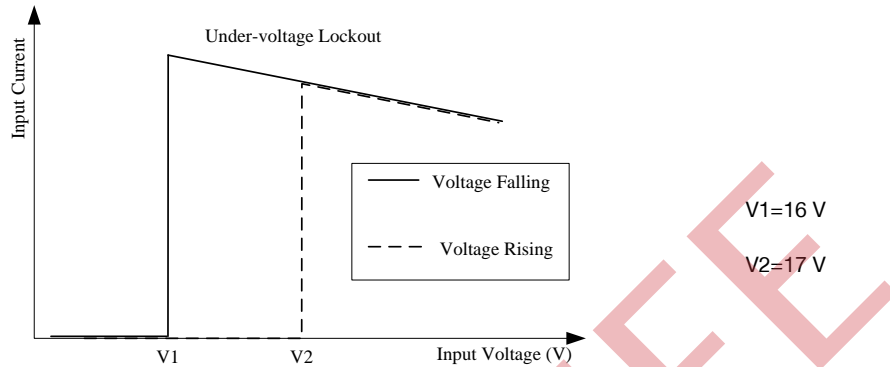 Under-voltage Lockout
Input Current
Voltage Falling
Voltage Rising
V1=16 V
V2=17 V
V1
V2
Input Voltage (V)